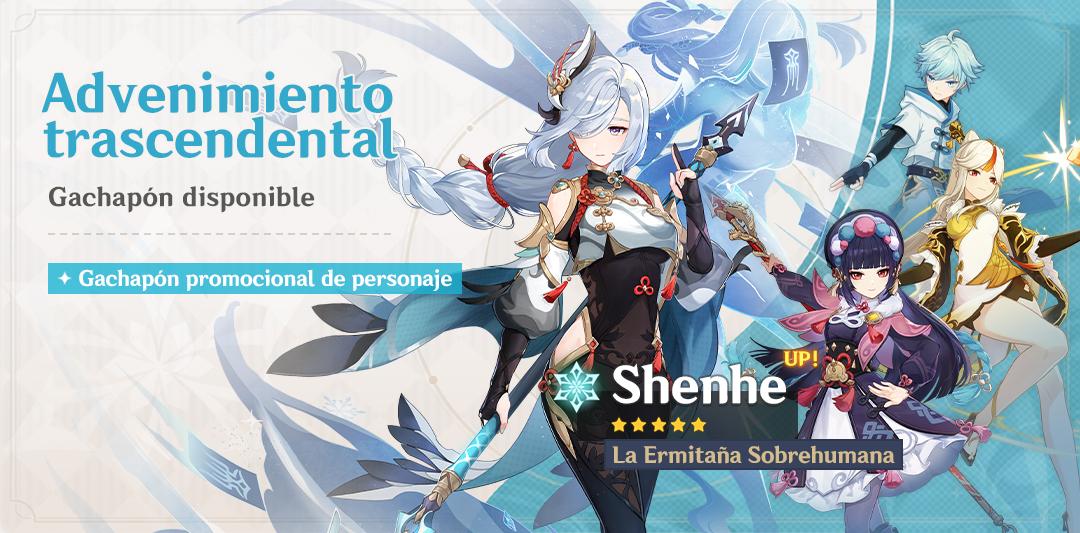 Advenimiento
trascendental
Gachapón disponible
Gachapón promocional de personaje
UP!
Shenhe
La Ermitaña Sobrehumana